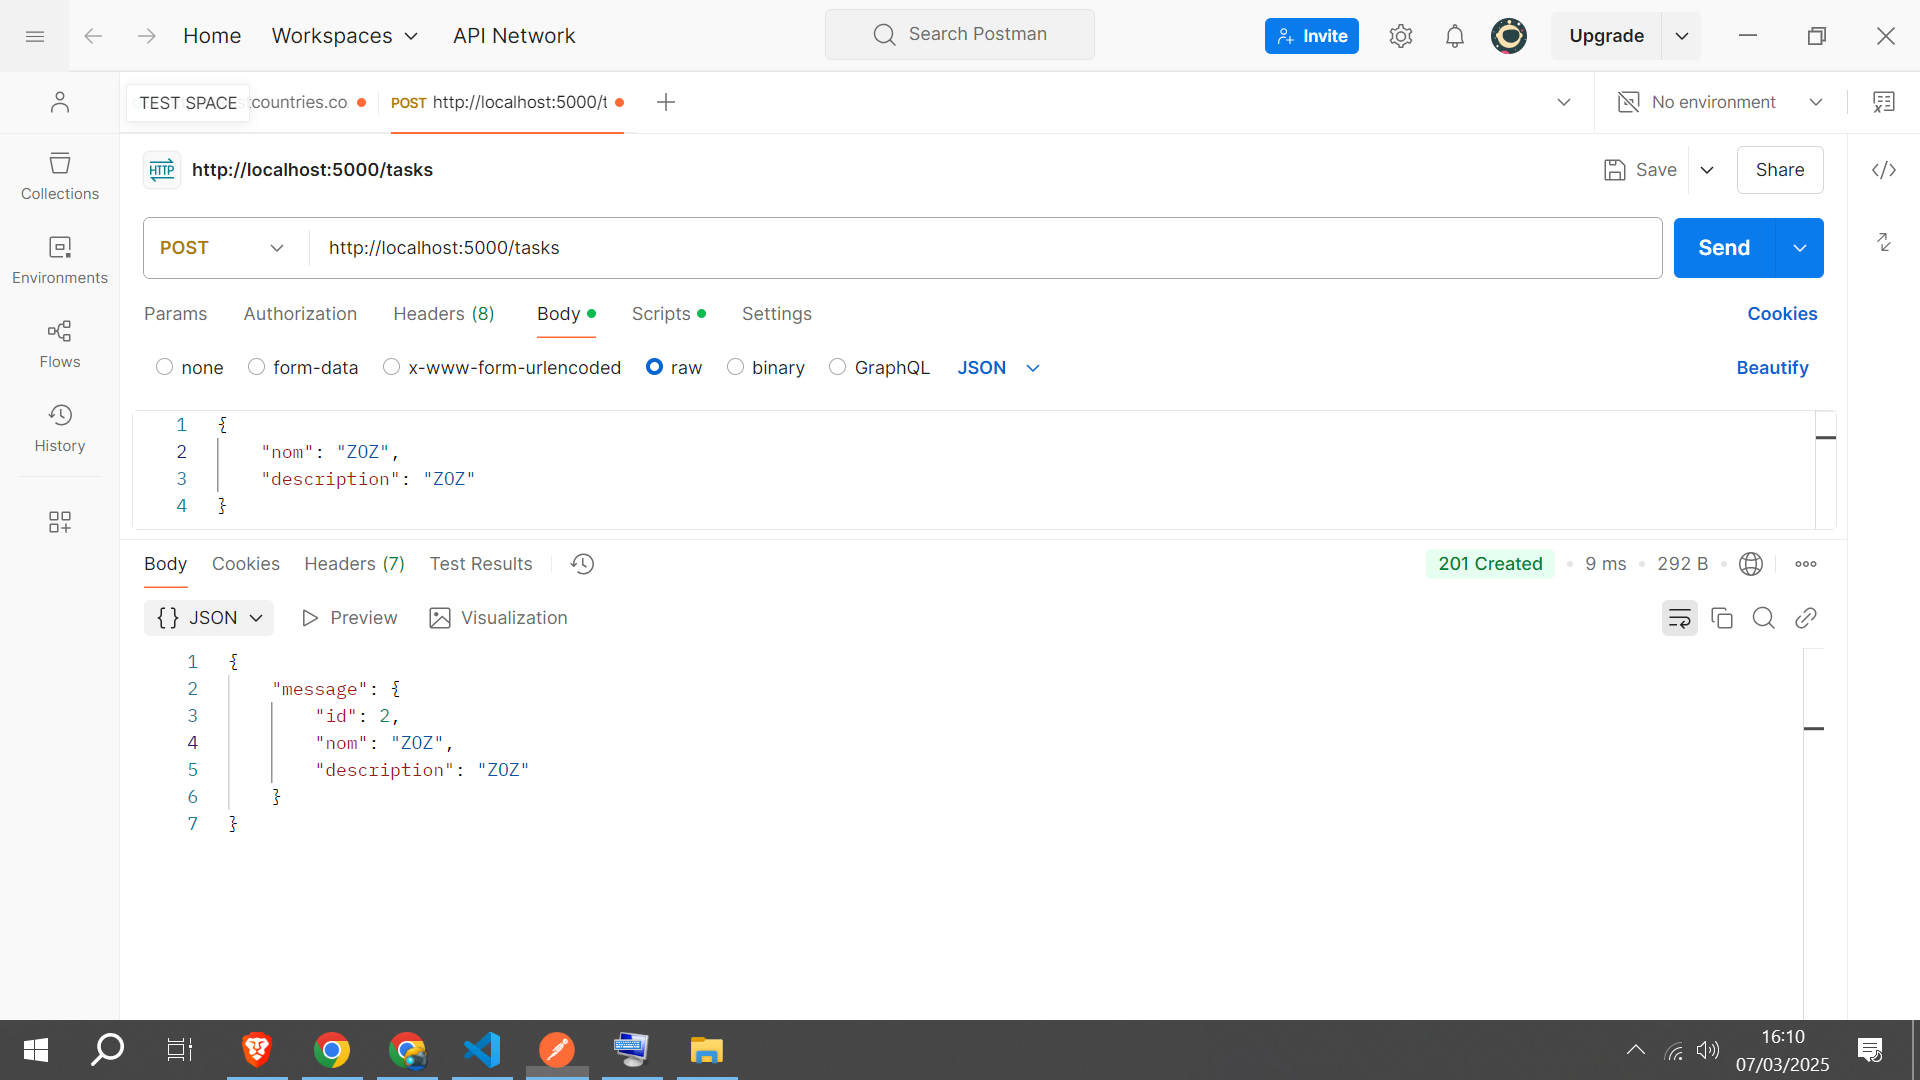 Home
Workspaces
API Network
Search Postman
Invite
Upgrade
TEST SPACE
stcountries.co
POST http://localhost:5000/t
No environment
HTTP
http://localhost:5000/tasks
Save
Share
Collections
Environments
Flows
History
POST
http://localhost:5000/tasks
Send
Params
Authorization
Headers (8)
Body
Scripts
Settings
Cookies
none
form-data
x-www-form-urlencoded
raw
binary
GraphQL
JSON
Beautify
1 {
2 "nom": "ZOZ",
3 "description": "ZOZ"
4 }
Body
Cookies
Headers (7)
Test Results
201 Created
9 ms
292 B
{} JSON
Preview
Visualization
1 {
2 "message": {
3 "id": 2,
4 "nom": "ZOZ",
5 "description": "ZOZ"
6 }
7 }
16:10
07/03/2025